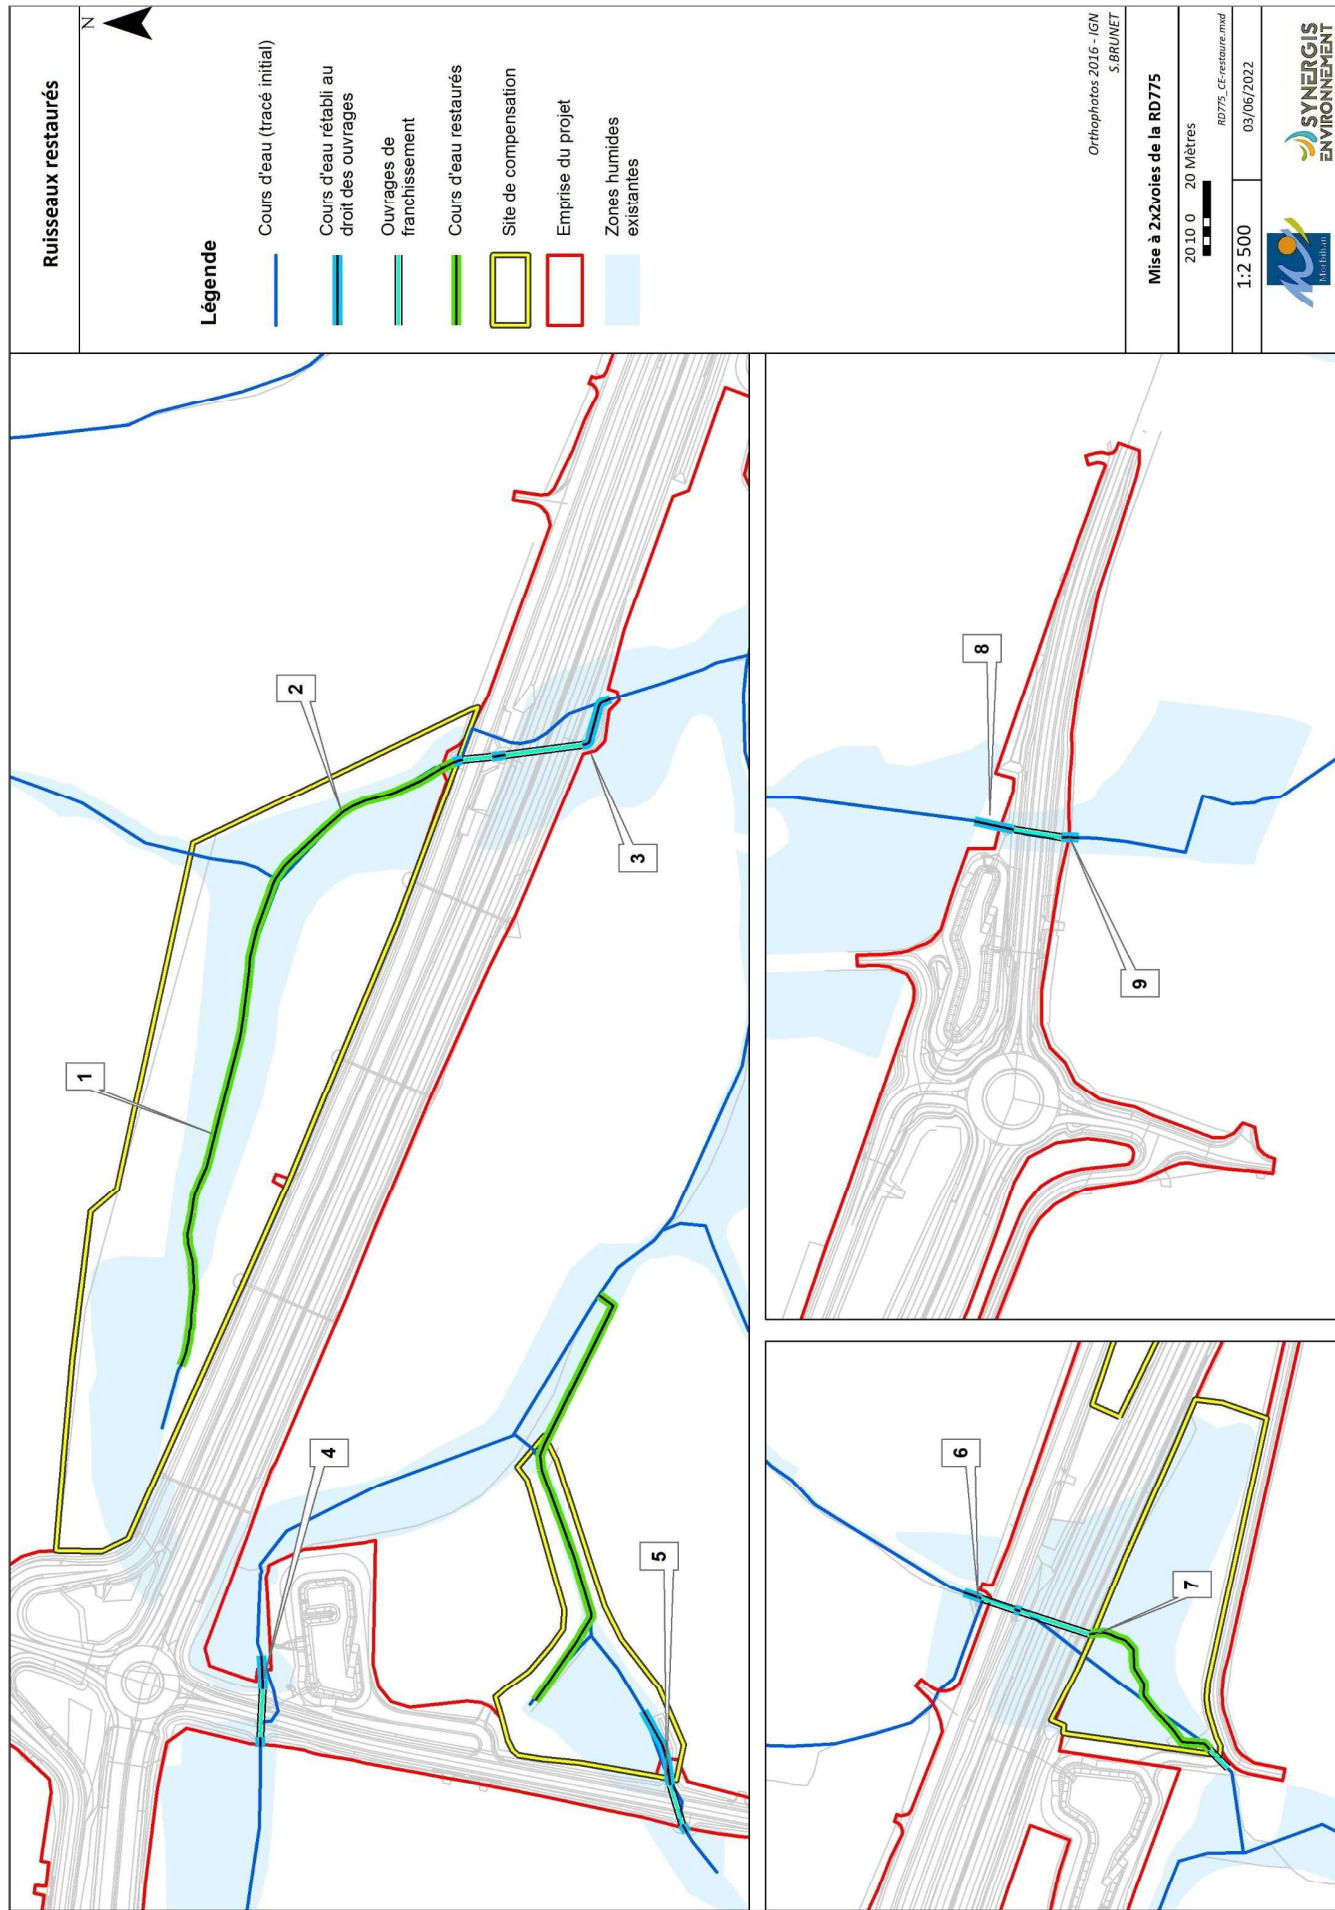 Ruisseaux restaurés
N
Légende
Cours d'eau (tracé initial)
Cours d'eau rétabli au
droit des ouvrages
Ouvrages de
franchissement
Cours d'eau restaurés
Site de compensation
Emprise du projet
Zones humides
existantes
Orthophotos 2016 - IGN
S.BRUNET
Mise à 2x2voies de la RD775
20 10 0 20 Mètres
RD775_CE-restaure.mxd
1:2 500
03/06/2022
Morbihan
SYNERGIS
ENVIRONNEMENT
1
2
3
4
5
6
7
8
9